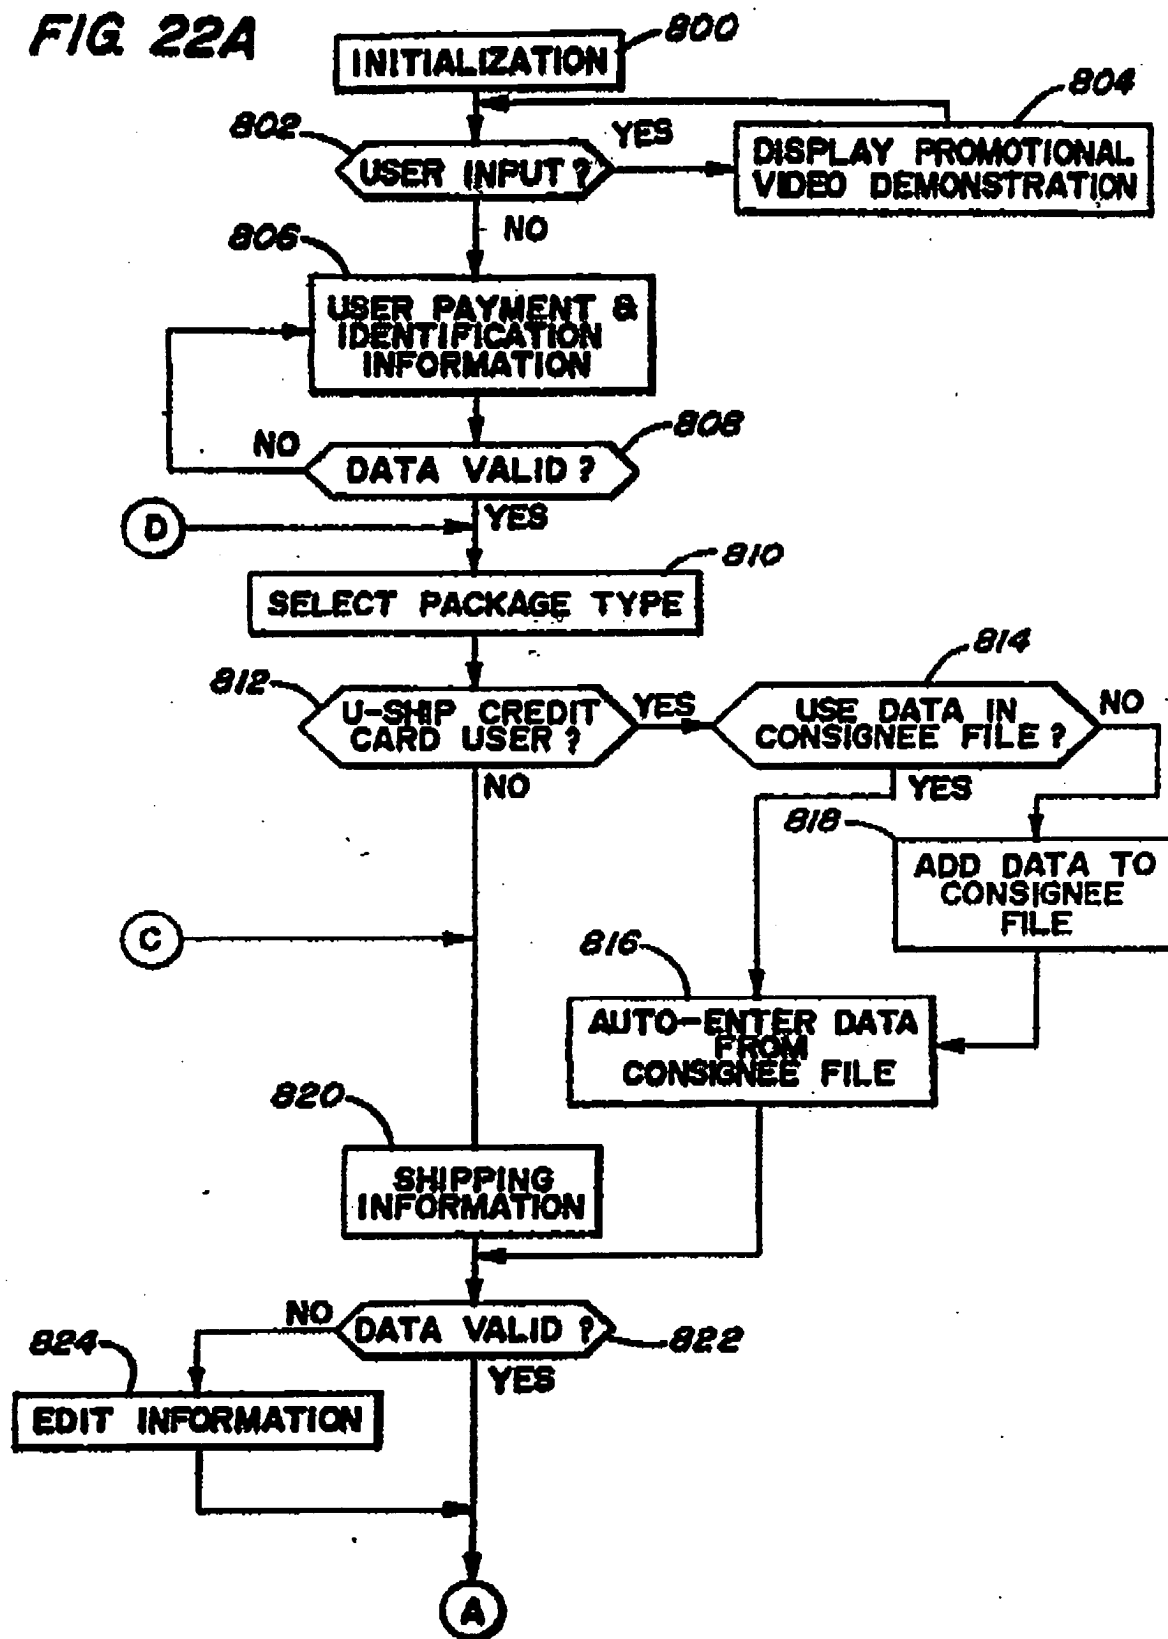 FIG. 22A
800
INITIALIZATION
804
802
YES
USER INPUT?
DISPLAY PROMOTIONAL
VIDEO DEMONSTRATION
NO
806
USER PAYMENT &
IDENTIFICATION
INFORMATION
808
NO
DATA VALID?
YES
D
810
SELECT PACKAGE TYPE
814
812
U-SHIP CREDIT
CARD USER?
YES
USE DATA IN
CONSIGNEE FILE?
NO
NO
YES
818
ADD DATA TO
CONSIGNEE
FILE
C
816
AUTO-ENTER DATA
FROM
CONSIGNEE FILE
820
SHIPPING
INFORMATION
NO
DATA VALID?
822
824
YES
EDIT INFORMATION
A